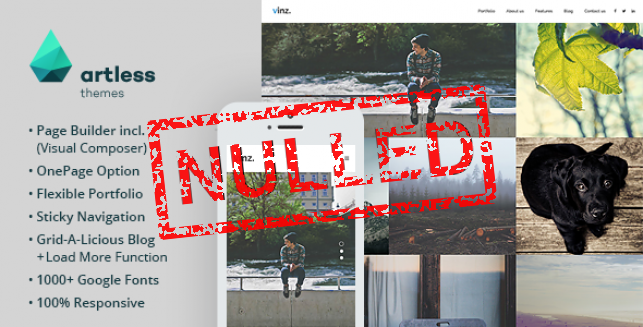 artless
themes
• Page Builder incl.
(Visual Composer)
• OnePage Option
• Flexible Portfolio
• Sticky Navigation
• Grid-A-Licious Blog
+Load More Function
• 1000+ Google Fonts
• 100% Responsive
vinz.
Portfolio About us Features Blog Contact us
vinz.
NULLED